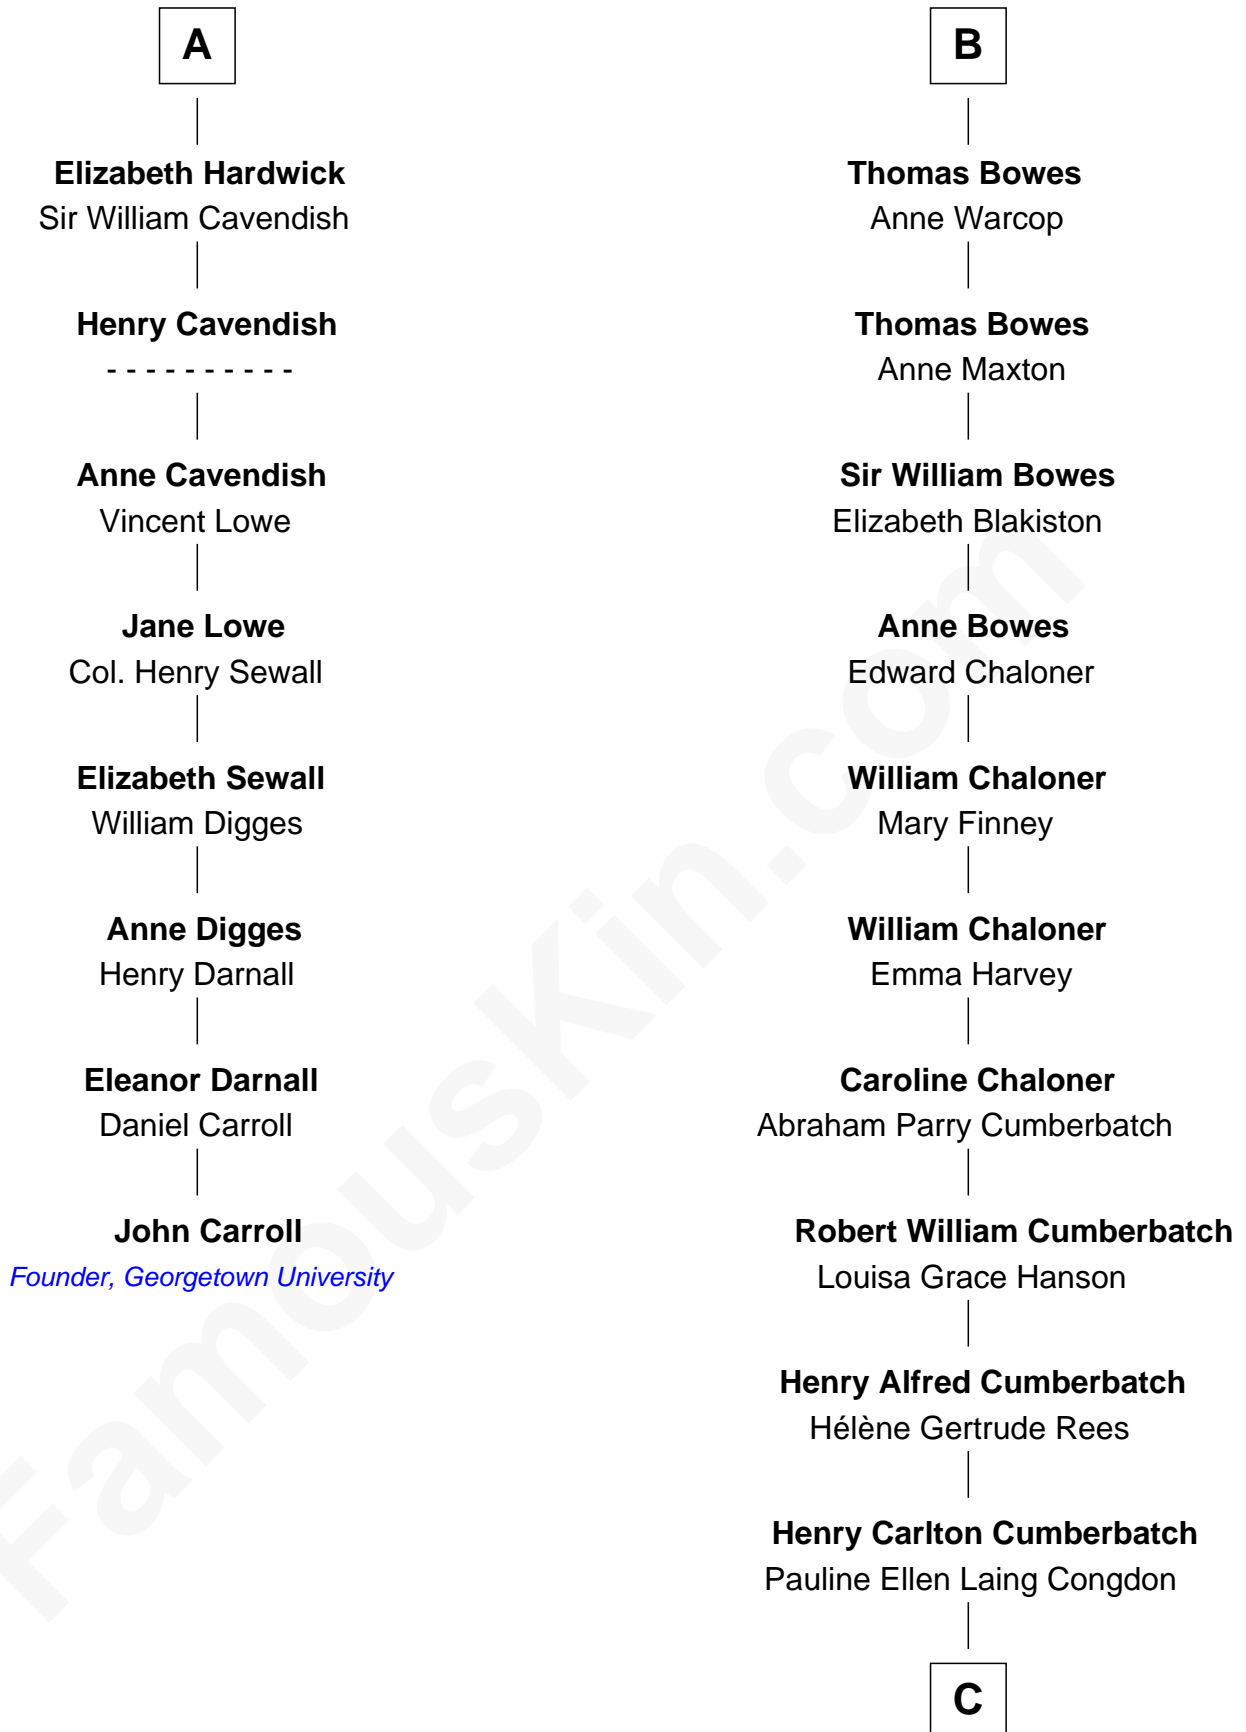 A
Elizabeth Hardwick
Sir William Cavendish
Henry Cavendish
- - - - - - - - - -
Anne Cavendish
Vincent Lowe
Jane Lowe
Col. Henry Sewall
Elizabeth Sewall
William Digges
Anne Digges
Henry Darnall
Eleanor Darnall
Daniel Carroll
John Carroll
Founder, Georgetown University
B
Thomas Bowes
Anne Warcop
Thomas Bowes
Anne Maxton
Sir William Bowes
Elizabeth Blakiston
Anne Bowes
Edward Chaloner
William Chaloner
Mary Finney
William Chaloner
Emma Harvey
Caroline Chaloner
Abraham Parry Cumberbatch
Robert William Cumberbatch
Louisa Grace Hanson
Henry Alfred Cumberbatch
Hélène Gertrude Rees
Henry Carlton Cumberbatch
Pauline Ellen Laing Congdon
C
FamousKin.com